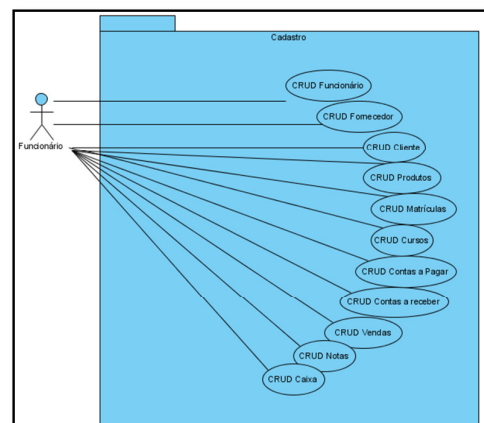 Cadastro
CRUD Funcionário
CRUD Fornecedor
Funcionário
CRUD Cliente
CRUD Produtos
CRUD Matrículas
CRUD Cursos
CRUD Contas a Pagar
CRUD Contas a receber
CRUD Vendas
CRUD Notas
CRUD Caixa